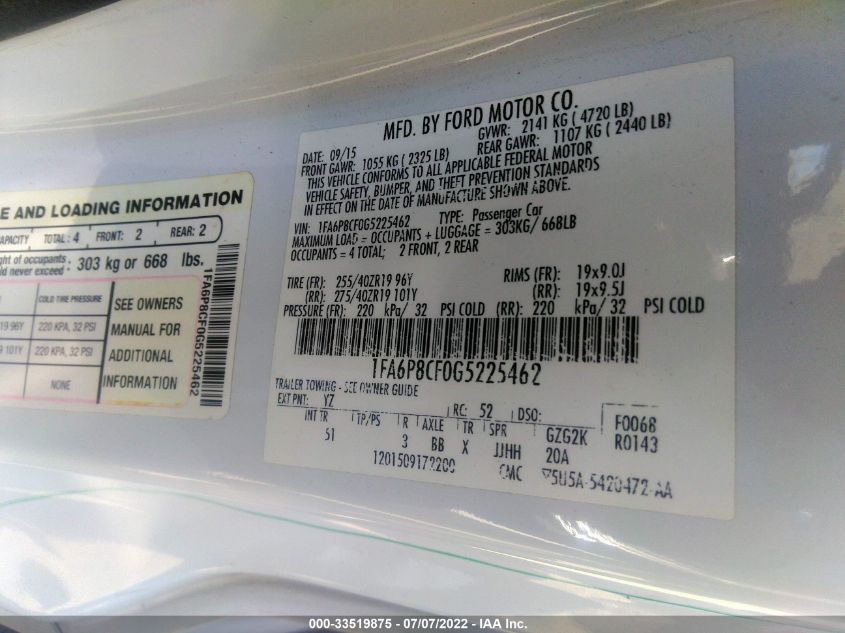 MFD. BY FORD MOTOR CO.
DATE: 09/15 GVWR: 2141 KG ( 4720 LB)
FRONT GAWR: 1055 KG ( 2325 LB) REAR GAWR: 1107 KG ( 2440 LB)
THIS VEHICLE CONFORMS TO ALL APPLICABLE FEDERAL MOTOR
VEHICLE SAFETY, BUMPER, AND THEFT PREVENTION STANDARDS
IN EFFECT ON THE DATE OF MANUFACTURE SHOWN ABOVE.
VIN: 1FA6P8CF0G5225462 TYPE: Passenger Car
MAXIMUM LOAD = OCCUPANTS + LUGGAGE = 303KG/ 668LB
OCCUPANTS = 4 TOTAL; 2 FRONT, 2 REAR
TIRE (FR): 255/40ZR19 96Y RIMS (FR): 19x9.0J
(RR): 275/40ZR19 101Y (RR): 19x9.5J
PRESSURE (FR): 220 kPa/ 32 PSI COLD (RR): 220 kPa/ 32 PSI COLD
1FA6P8CF0G5225462
TRAILER TOWING - SEE OWNER GUIDE
EXT PNT: YZ RC: 52 DSO: F0068
INT TR TP/PS R AXLE TR SPR GZG2K R0143
51 3 BB X JJHH 20A
1201509172200 CMC 5U5A-5420472-AA
E AND LOADING INFORMATION
CAPACITY TOTAL: 4 FRONT: 2 REAR: 2
ght of occupants
ld never exceed : 303 kg or 668 lbs.
COLD TIRE PRESSURE
19 96Y 220 KPA, 32 PSI
9 101Y 220 KPA, 32 PSI
NONE
SEE OWNERS
MANUAL FOR
ADDITIONAL
INFORMATION
1FA6P8CF0G5225462
000-33519875 - 07/07/2022 - IAA Inc.